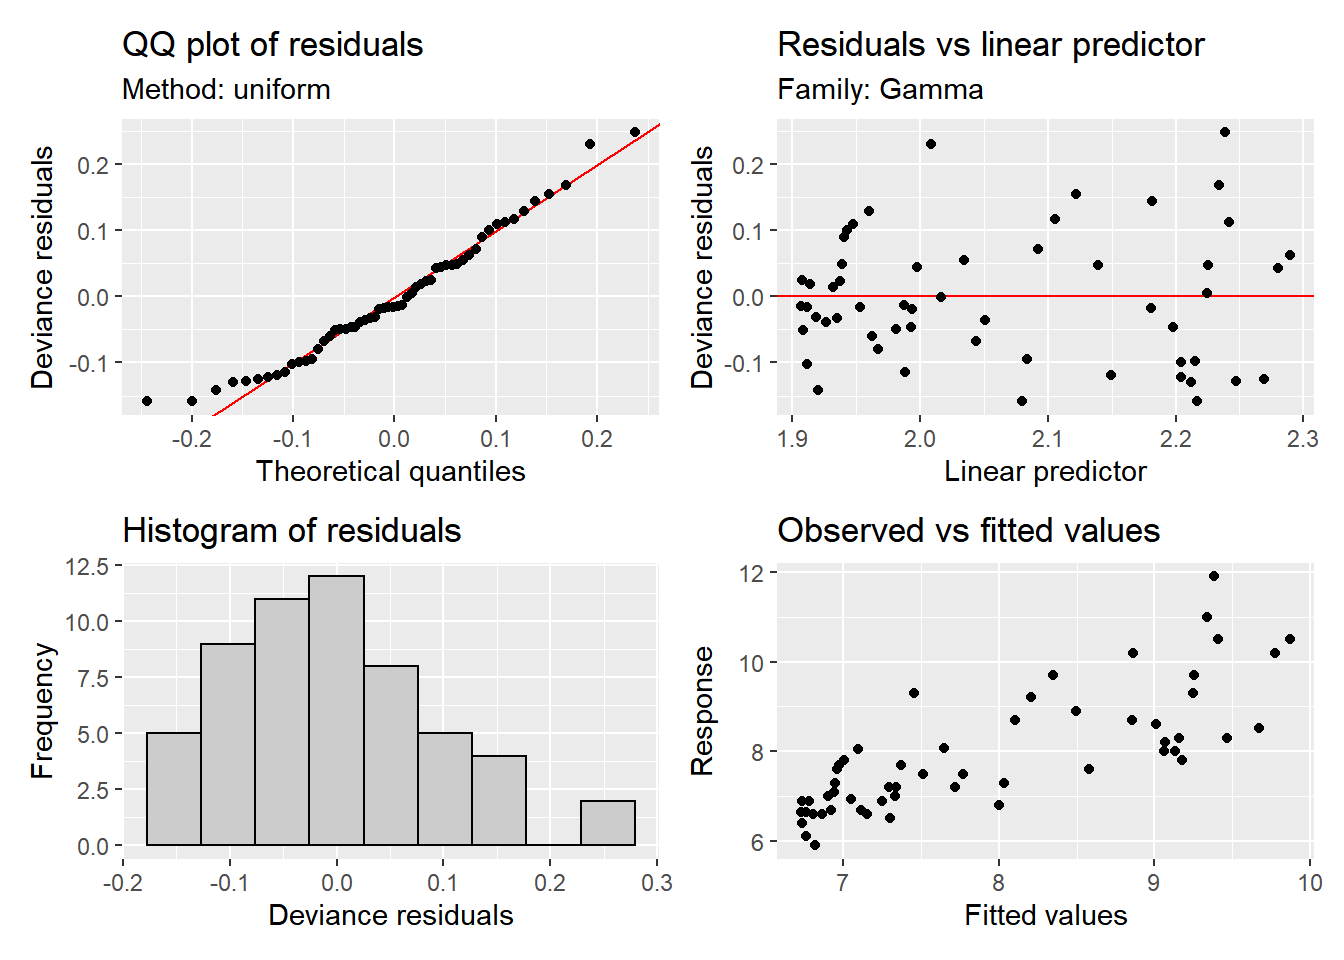 QQ plot of residuals
Method: uniform
Deviance residuals
0.2
0.1
0.0
-0.1
-0.2 -0.1 0.0 0.1 0.2
Theoretical quantiles
Residuals vs linear predictor
Family: Gamma
Deviance residuals
0.2
0.1
0.0
-0.1
1.9 2.0 2.1 2.2 2.3
Linear predictor
Histogram of residuals
Frequency
12.5
10.0
7.5
5.0
2.5
0.0
-0.2 -0.1 0.0 0.1 0.2 0.3
Deviance residuals
Observed vs fitted values
Response
12
10
8
6
7 8 9 10
Fitted values